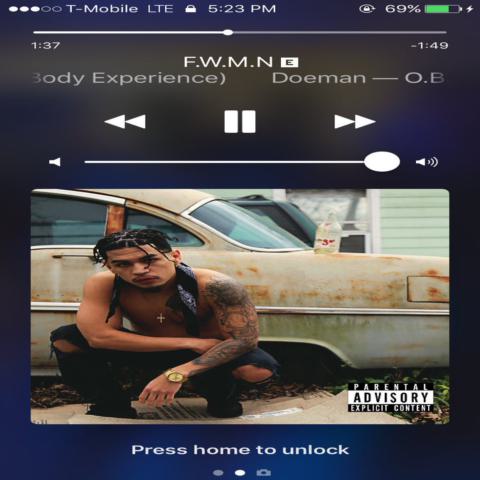 T-Mobile LTE 5:23 PM 69%
1:37 -1:49
F.W.M.N E
Body Experience) Doeman — O.B
PARENTAL
ADVISORY
EXPLICIT CONTENT
Press home to unlock